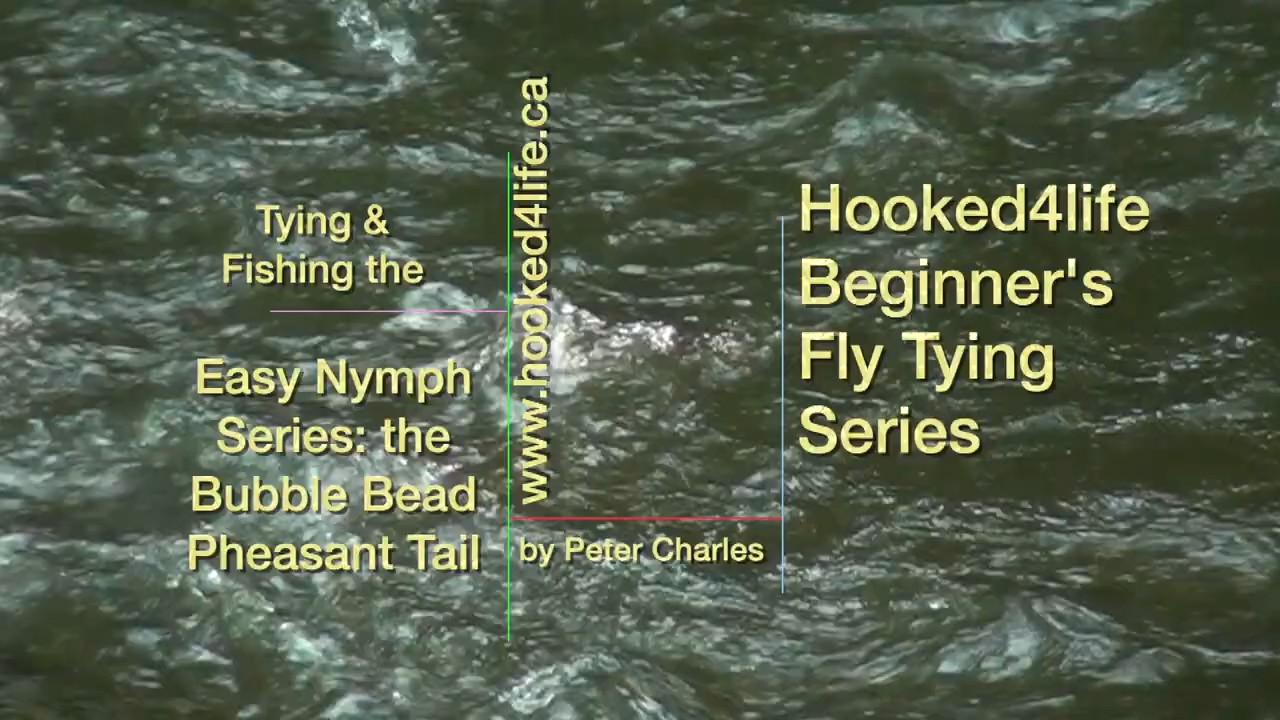 Tying &
Fishing the
Easy Nymph
Series: the
Bubble Bead
Pheasant Tail
www.hooked4life.ca
by Peter Charles
Hooked4life
Beginner's
Fly Tying
Series